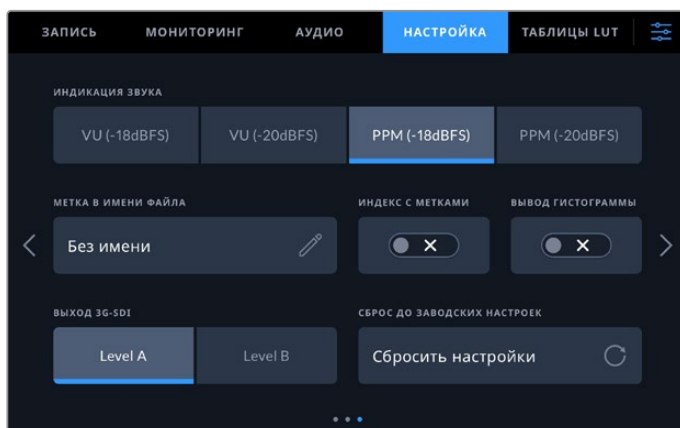 ЗАПИСЬ МОНИТОРИНГ АУДИО НАСТРОЙКА ТАБЛИЦЫ LUT
ИНДИКАЦИЯ ЗВУКА
VU (-18dBFS) VU (-20dBFS) PPM (-18dBFS) PPM (-20dBFS)
МЕТКА В ИМЕНИ ФАЙЛА ИНДЕКС С МЕТКАМИ ВЫВОД ГИСТОГРАММЫ
Без имени
ВЫХОД 3G-SDI СБРОС ДО ЗАВОДСКИХ НАСТРОЕК
Level A Level B Сбросить настройки